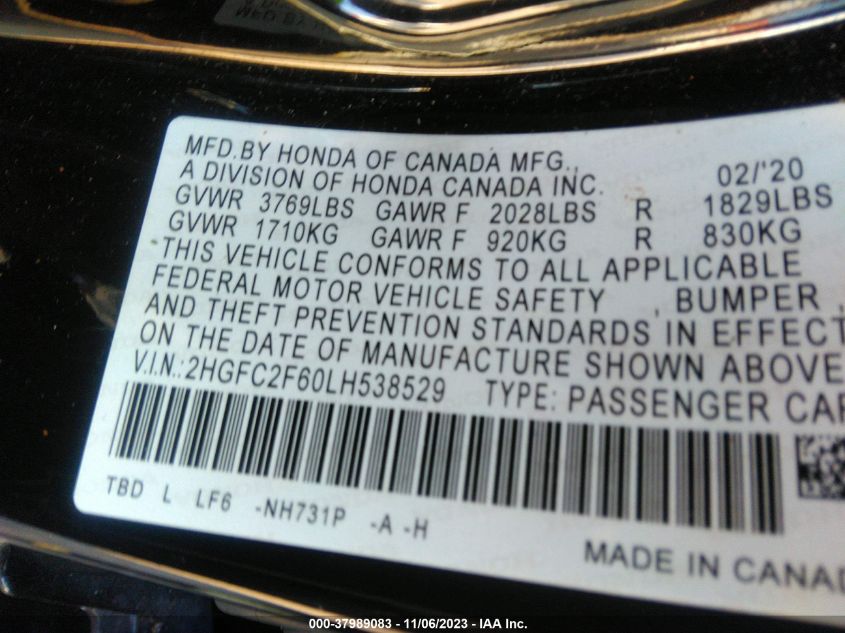 MFD.BY HONDA OF CANADA MFG.,
A DIVISION OF HONDA CANADA INC. 02/'20
GVWR 3769LBS GAWR F 2028LBS R 1829LBS
GVWR 1710KG GAWR F 920KG R 830KG
THIS VEHICLE CONFORMS TO ALL APPLICABLE
FEDERAL MOTOR VEHICLE SAFETY , BUMPER ,
AND THEFT PREVENTION STANDARDS IN EFFECT
ON THE DATE OF MANUFACTURE SHOWN ABOVE
V.I.N.:2HGFC2F60LH538529 TYPE: PASSENGER CAR
TBD L LF6 -NH731P -A -H
MADE IN CANAD
000-37989083 — 11/06/2023 - IAA Inc.